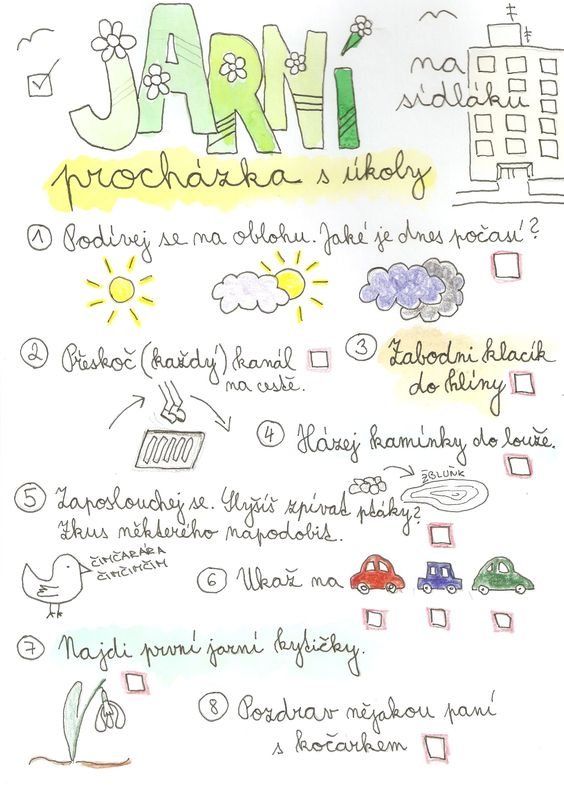 JARNÍ
na
sídláku
procházka s úkoly
1 Podívej se na oblohu. Jaké je dnes počasí?
2 Přeskoč (každý) kanál
na cestě.
3 Zabodni klacík
do hlíny
4 Házej kamínky do louže.
ŽBLUŇK
5 Zaposlouchej se. Slyšíš zpívat ptáky?
Zkus některého napodobit.
ČIMČARARA
ČIMČIMČIM
6 Ukaž na
7 Najdi první jarní kytičky.
8 Pozdrav nějakou paní
s kočárkem